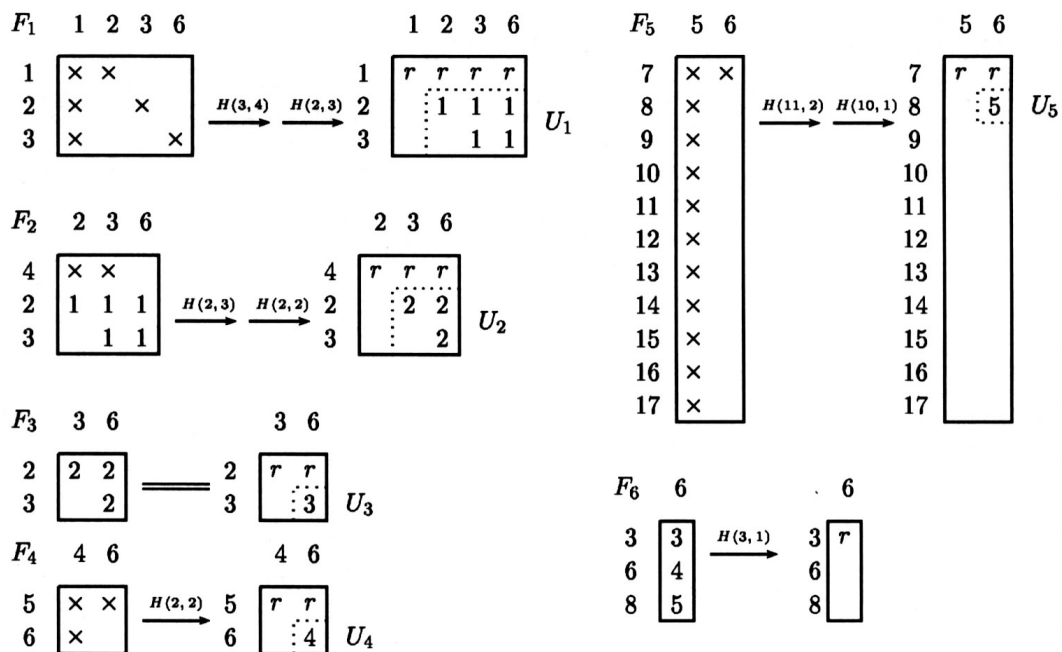 F₁ 1 2 3 6
1 × ×
2 × ×
3 × ×
H(3,4) H(2,3)
1 2 3 6
1 r r r r
2 1 1 1
3 1 1
U₁
F₂ 2 3 6
4 × ×
2 1 1 1
3 1 1
H(2,3) H(2,2)
2 3 6
4 r r r
2 2 2
3 2
U₂
F₃ 3 6
2 2 2
3 2
3 6
2 r r
3 3
U₃
F₄ 4 6
5 × ×
6 ×
H(2,2)
4 6
5 r r
6 4
U₄
F₅ 5 6
7 × ×
8 ×
9 ×
10 ×
11 ×
12 ×
13 ×
14 ×
15 ×
16 ×
17 ×
H(11,2) H(10,1)
5 6
7 r r
8 5
9
10
11
12
13
14
15
16
17
U₅
F₆ 6
3 3
6 4
8 5
H(3,1)
6
3 r
6
8